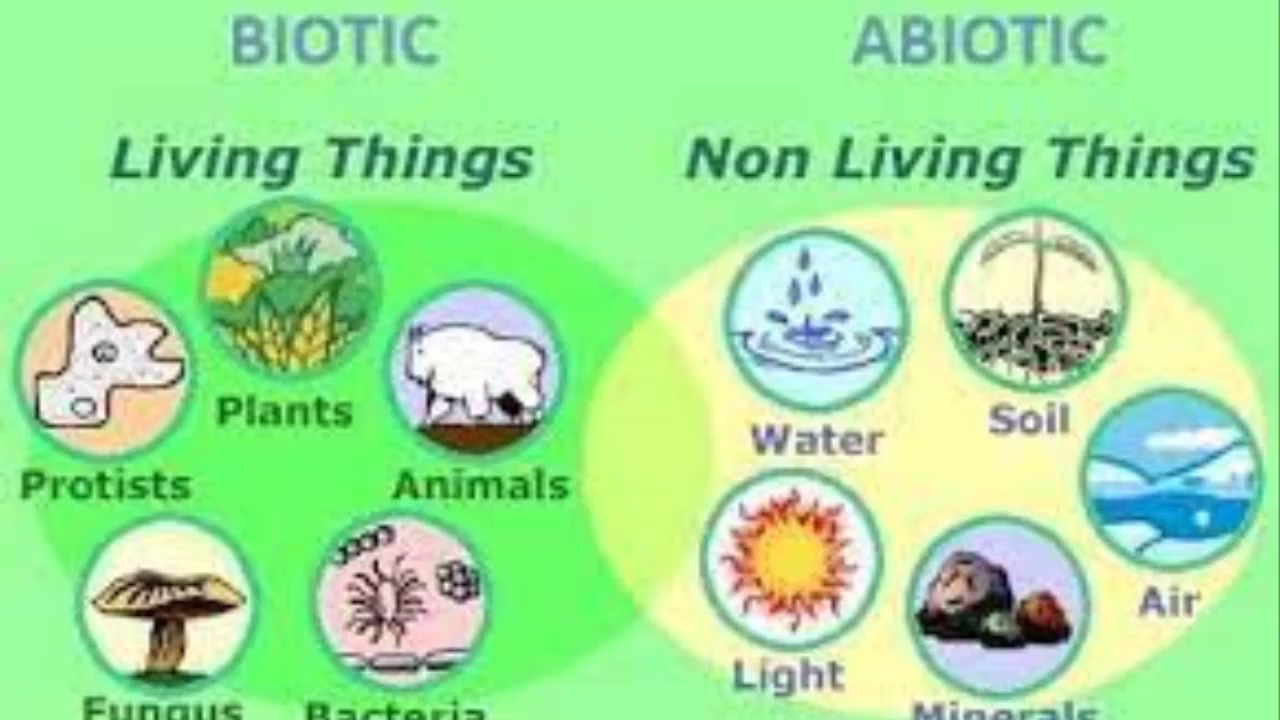 BIOTIC
ABIOTIC
Living Things
Non Living Things
Plants
Protists
Animals
Fungus
Bacteria
Water
Soil
Air
Light
Minerals